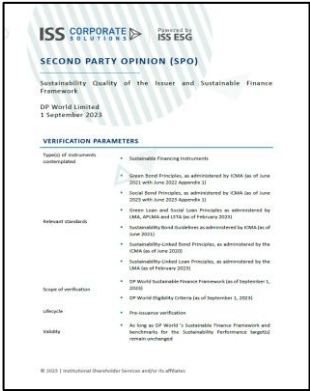 ISS CORPORATE SOLUTIONS
Powered by
ISS ESG
SECOND PARTY OPINION (SPO)
Sustainability Quality of the Issuer and Sustainable Finance
Framework
DP World Limited
1 September 2023
VERIFICATION PARAMETERS
Type(s) of instruments
contemplated
• Sustainable Financing Instruments
Relevant standards
• Green Bond Principles, as administered by ICMA (as of June
2021 with June 2022 Appendix 1)
• Social Bond Principles, as administered by ICMA (as of June
2023 with June 2023 Appendix 1)
• Green Loan and Social Loan Principles as administered by
LMA, APLMA and LSTA (as of February 2023)
• Sustainability Bond Guidelines as administered by ICMA (as of
June 2021)
• Sustainability-Linked Bond Principles, as administered by the
ICMA (as of June 2020)
• Sustainability-Linked Loan Principles, as administered by the
LMA (as of February 2023)
Scope of verification
• DP World Sustainable Finance Framework (as of September 1,
2023)
• DP World Eligibility Criteria (as of September 1, 2023)
Lifecycle
• Pre-issuance verification
Validity
• As long as DP World 's Sustainable Finance Framework and
benchmarks for the Sustainability Performance target(s)
remain unchanged
© 2023 | Institutional Shareholder Services and/or its affiliates